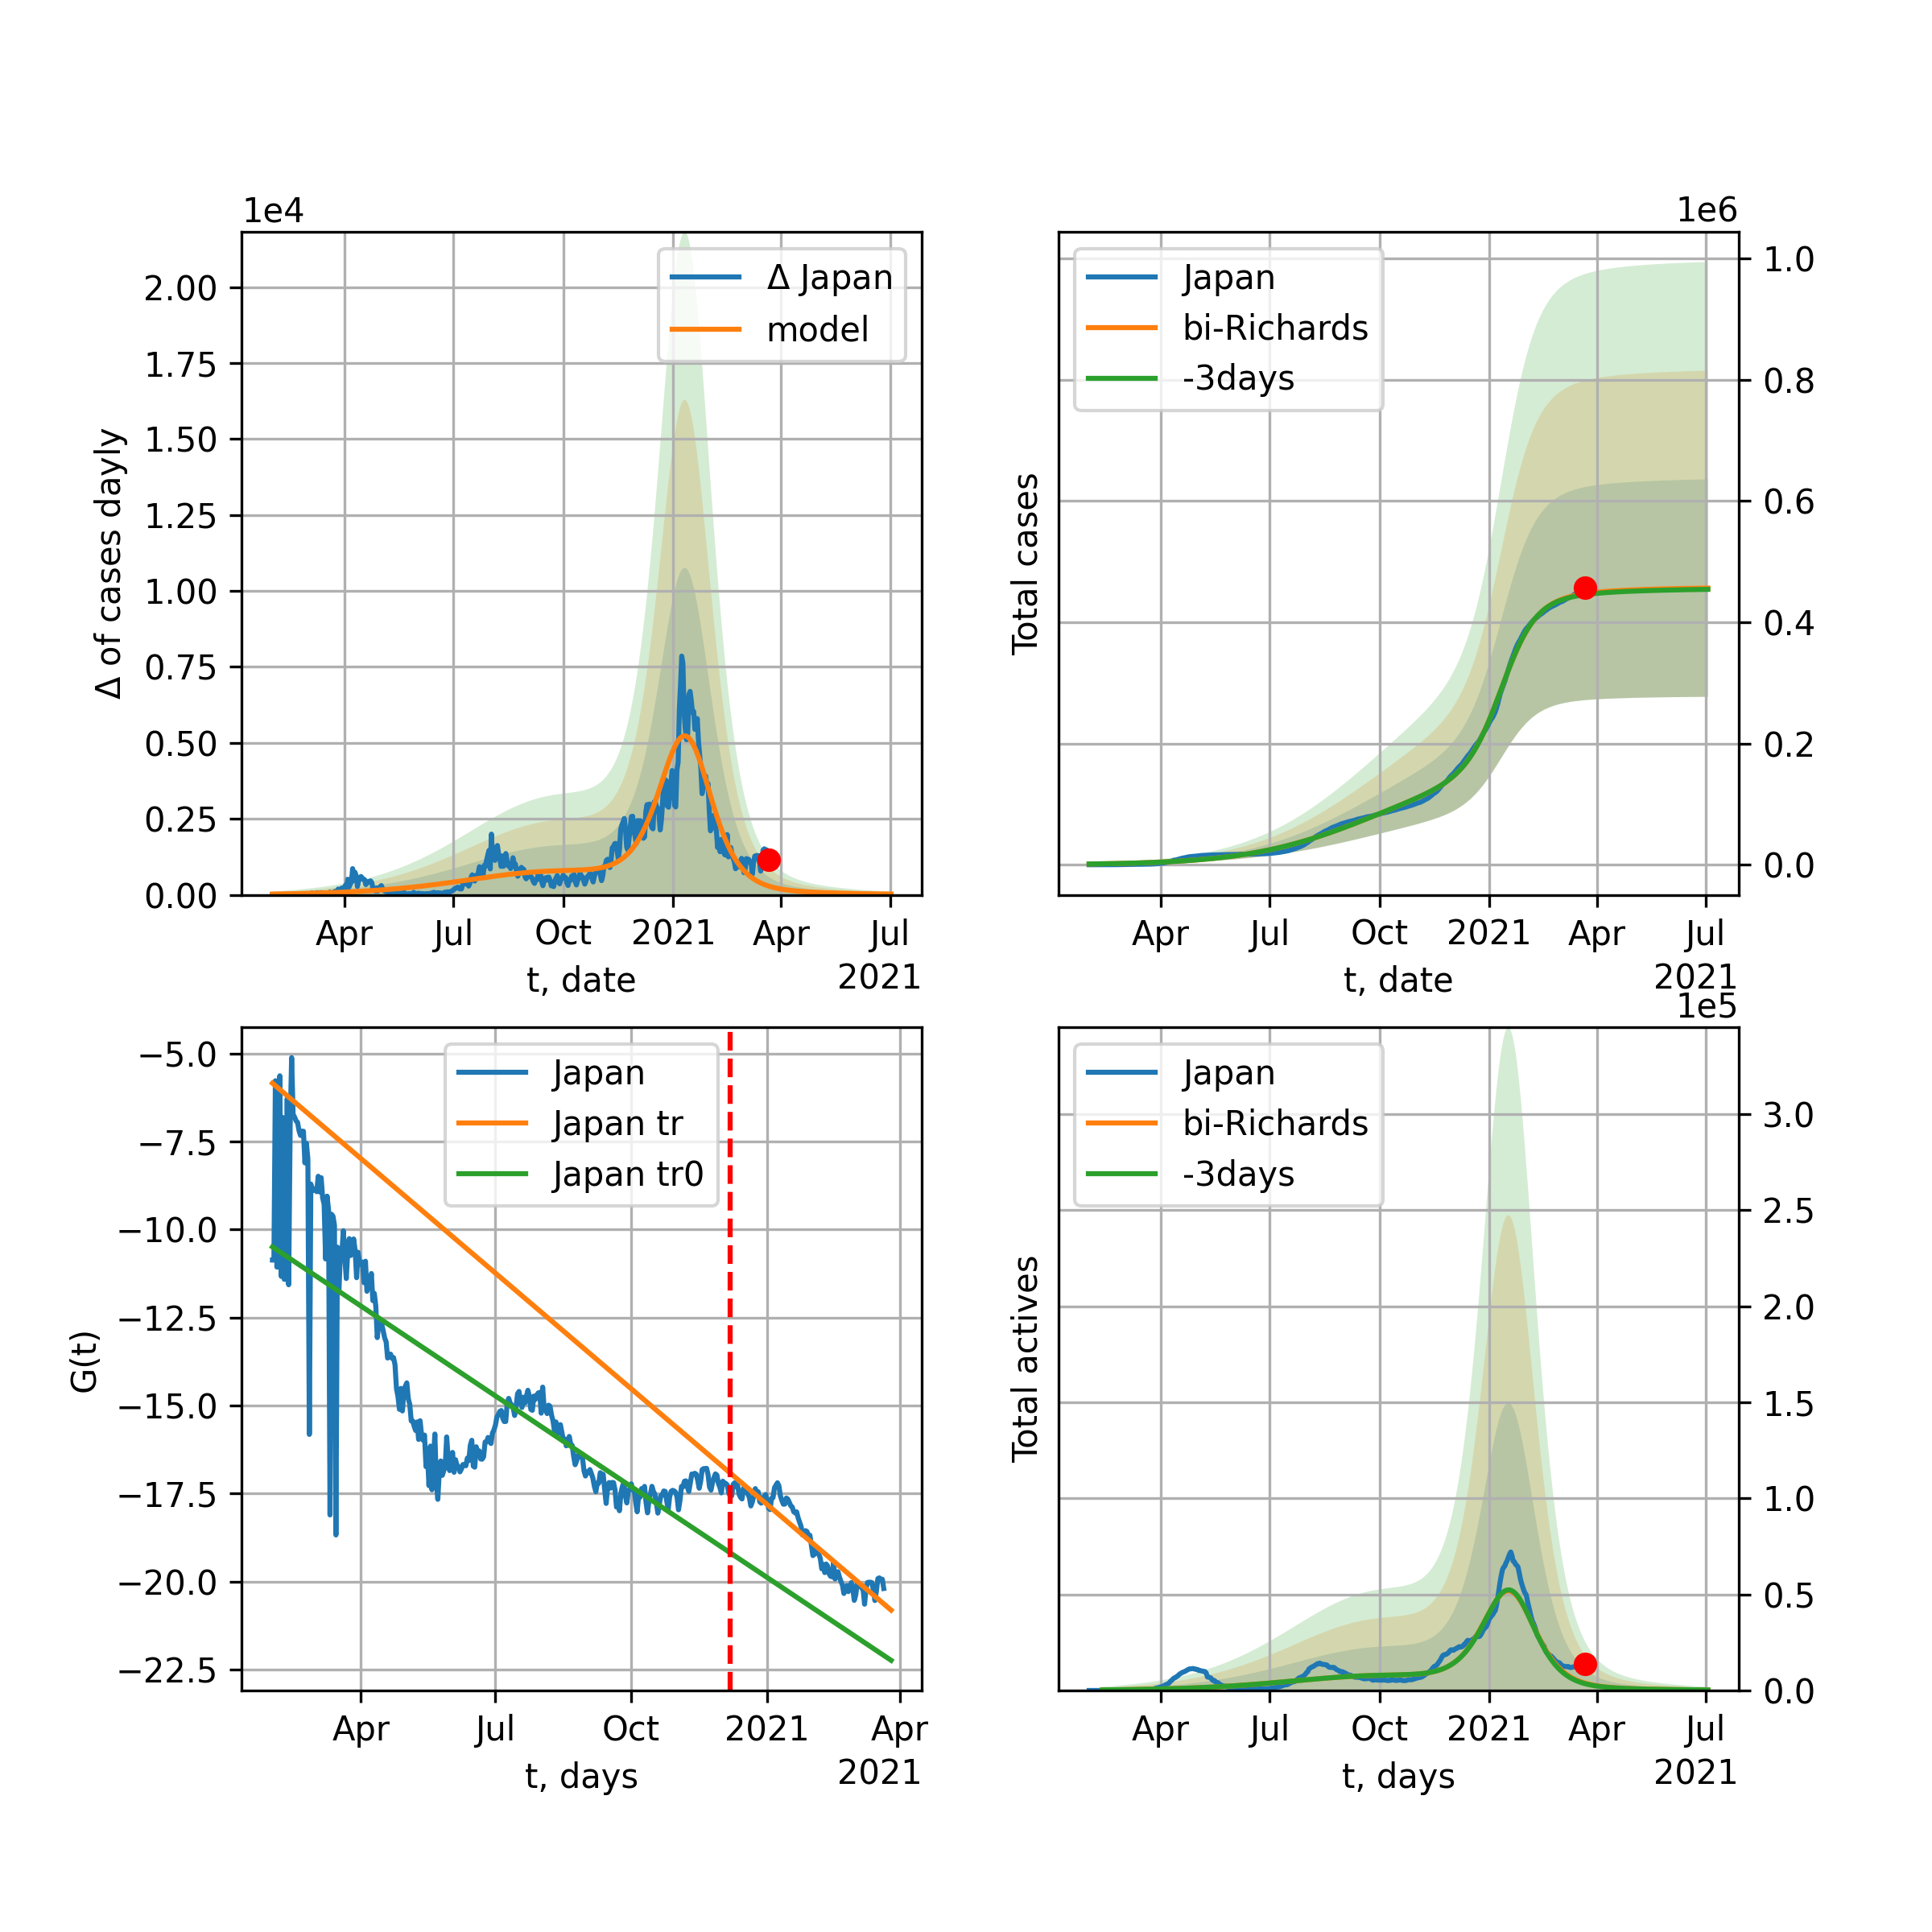 1e4
Δ of cases dayly
2.00
1.75
1.50
1.25
1.00
0.75
0.50
0.25
0.00
Δ Japan
model
Apr Jul Oct 2021 Apr Jul
2021
t, date
1e6
Total cases
Japan
bi-Richards
-3days
1.0
0.8
0.6
0.4
0.2
0.0
Apr Jul Oct 2021 Apr Jul
2021
t, date
G(t)
−5.0
−7.5
−10.0
−12.5
−15.0
−17.5
−20.0
−22.5
Japan
Japan tr
Japan tr0
Apr Jul Oct 2021 Apr
2021
t, days
1e5
Total actives
Japan
bi-Richards
-3days
3.0
2.5
2.0
1.5
1.0
0.5
0.0
Apr Jul Oct 2021 Apr Jul
2021
t, days